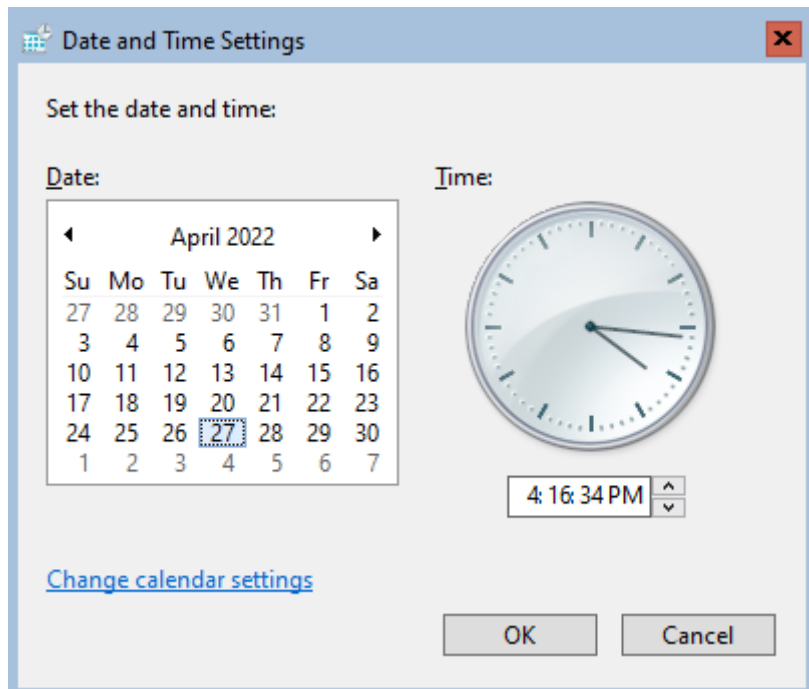 Date and Time Settings
Set the date and time:
Date:
Time:
April 2022
Su Mo Tu We Th Fr Sa
27 28 29 30 31 1 2
3 4 5 6 7 8 9
10 11 12 13 14 15 16
17 18 19 20 21 22 23
24 25 26 27 28 29 30
1 2 3 4 5 6 7
4: 16: 34 PM
Change calendar settings
OK
Cancel